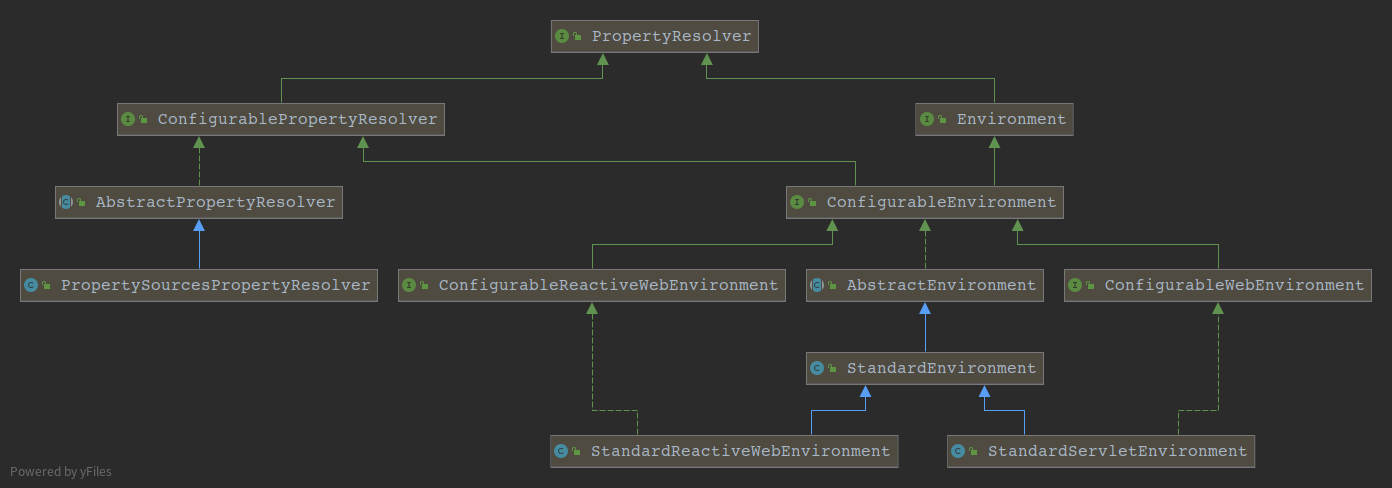 PropertyResolver
ConfigurablePropertyResolver
Environment
AbstractPropertyResolver
ConfigurableEnvironment
PropertySourcesPropertyResolver
ConfigurableReactiveWebEnvironment
AbstractEnvironment
ConfigurableWebEnvironment
StandardEnvironment
StandardReactiveWebEnvironment
StandardServletEnvironment
Powered by yFiles